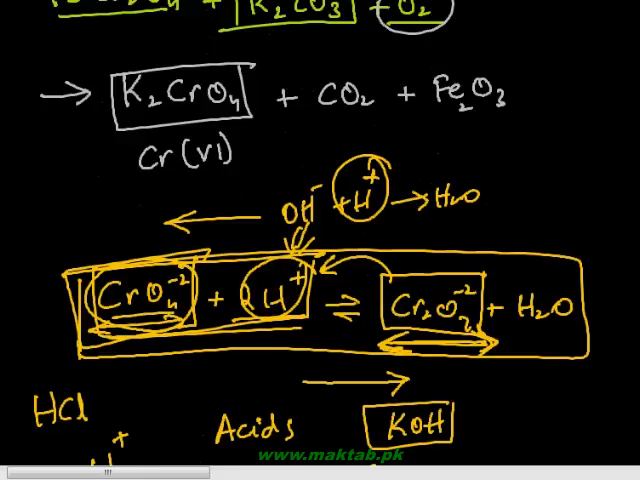 + K₂CO₃ + O₂
→ K₂CrO₄ + CO₂ + Fe₂O₃
Cr(VI)
← OH⁻ + H⁺ → H₂O
CrO₄⁻² + 2H⁺ ⇌ Cr₂O₇⁻² + H₂O
→
HCl
Acids KOH
H⁺
www.maktab.pk